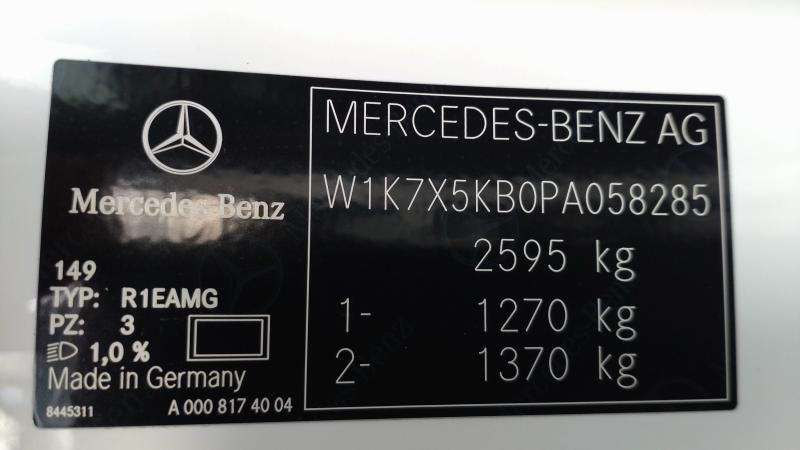 Mercedes-Benz
149
TYP: R1EAMG
PZ: 3
1,0 %
Made in Germany
8445311
A 000 817 40 04
MERCEDES-BENZ AG
W1K7X5KB0PA058285
2595 kg
1- 1270 kg
2- 1370 kg